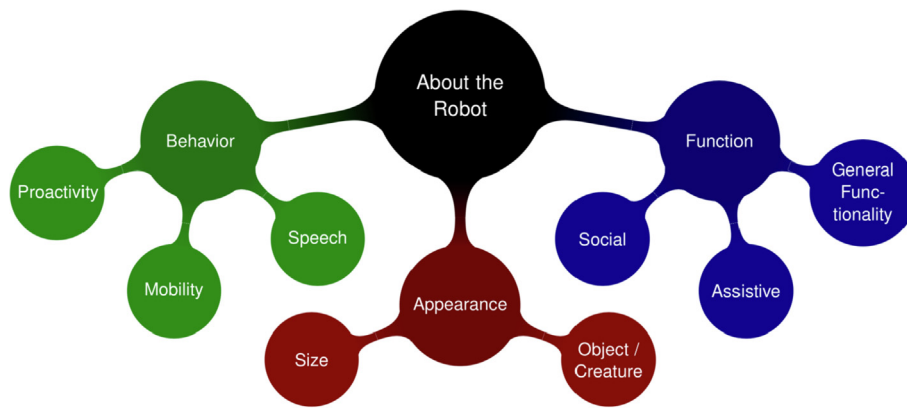 About the
Robot
Behavior
Proactivity
Mobility
Speech
Appearance
Size
Object /
Creature
Function
Social
Assistive
General
Func-
tionality